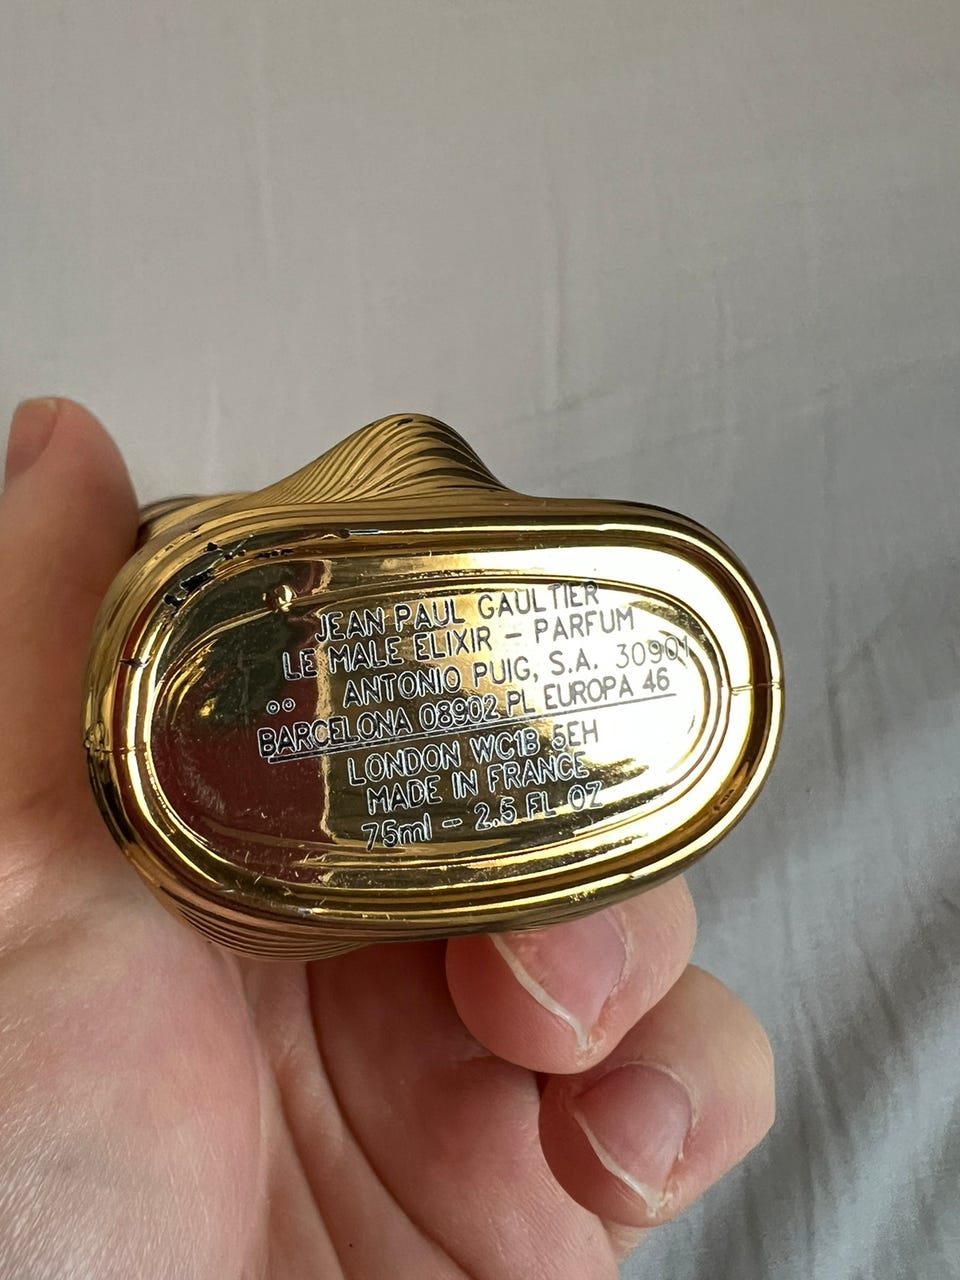 JEAN PAUL GAULTIER
LE MALE ELIXIR - PARFUM
ANTONIO PUIG, S.A. 30901
BARCELONA 08902 PL EUROPA 46
LONDON WC1B 5EH
MADE IN FRANCE
75ml - 2.5 FL OZ